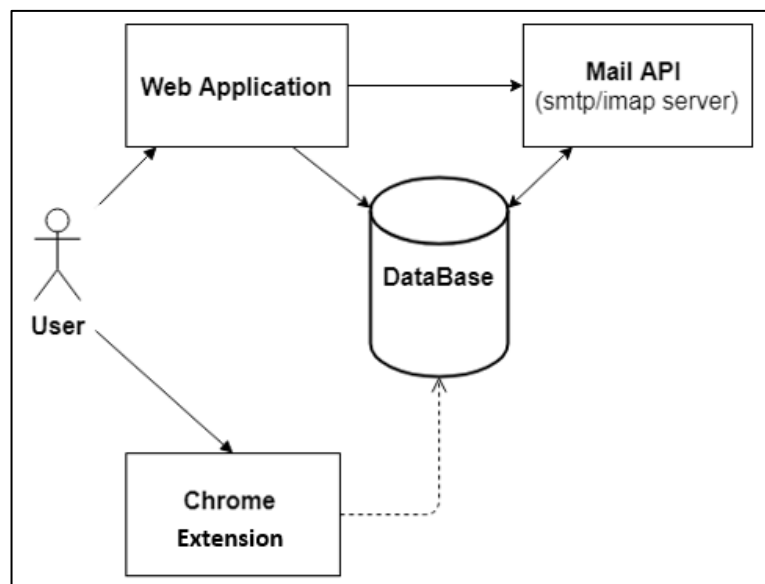 Web Application
Mail API
(smtp/imap server)
DataBase
User
Chrome
Extension